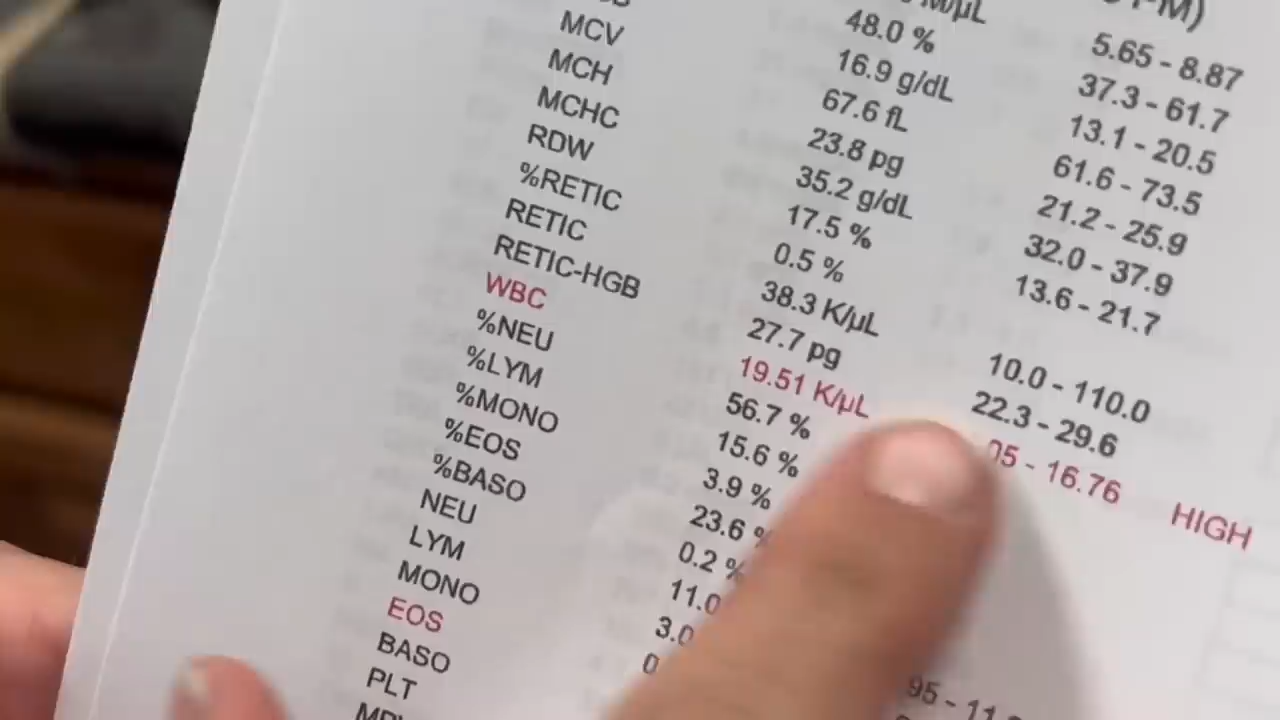 M/µL 5.65 - 8.87
48.0 % 37.3 - 61.7
16.9 g/dL 13.1 - 20.5
MCV 67.6 fL 61.6 - 73.5
MCH 23.8 pg 21.2 - 25.9
MCHC 35.2 g/dL 32.0 - 37.9
RDW 17.5 % 13.6 - 21.7
%RETIC 0.5 %
RETIC 38.3 K/µL 10.0 - 110.0
RETIC-HGB 27.7 pg 22.3 - 29.6
WBC 19.51 K/µL - 16.76 HIGH
%NEU 56.7 %
%LYM 15.6 %
%MONO 3.9 %
%EOS 23.6 %
%BASO 0.2 %
NEU 11.0
LYM 3.0
MONO
EOS
BASO
PLT